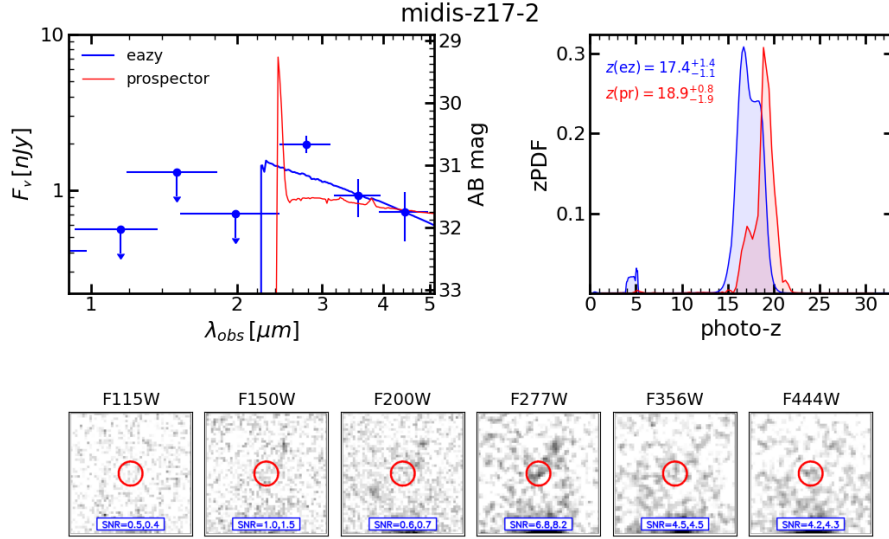 midis-z17-2
eazy
prospector
10
1
F_ν [nJy]
1 2 3 4 5
λ_obs [μm]
29
30
31
32
33
AB mag
z(ez) = 17.4 +1.4 −1.1
z(pr) = 18.9 +0.8 −1.9
0.3
0.2
0.1
zPDF
0 5 10 15 20 25 30
photo-z
F115W F150W F200W F277W F356W F444W
SNR=0.5,0.4 SNR=1.0,1.5 SNR=0.6,0.7 SNR=6.8,8.2 SNR=4.5,4.5 SNR=4.2,4.3